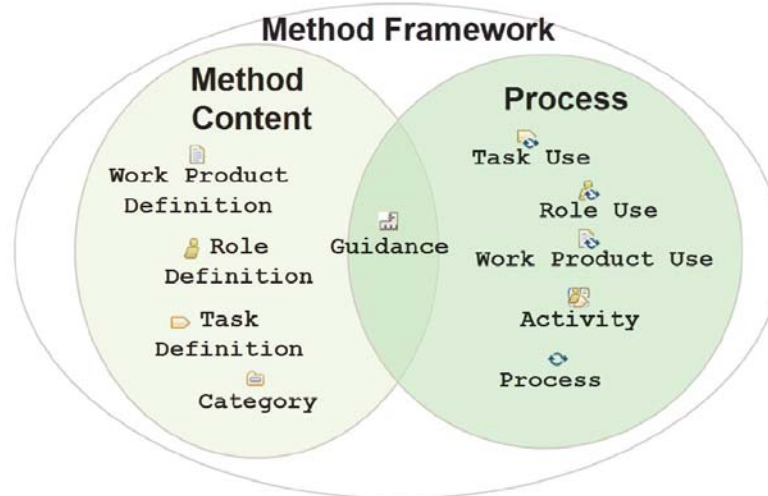 Method Framework
Method
Content
Work Product
Definition
Role
Definition
Task
Definition
Category
Guidance
Process
Task Use
Role Use
Work Product Use
Activity
Process